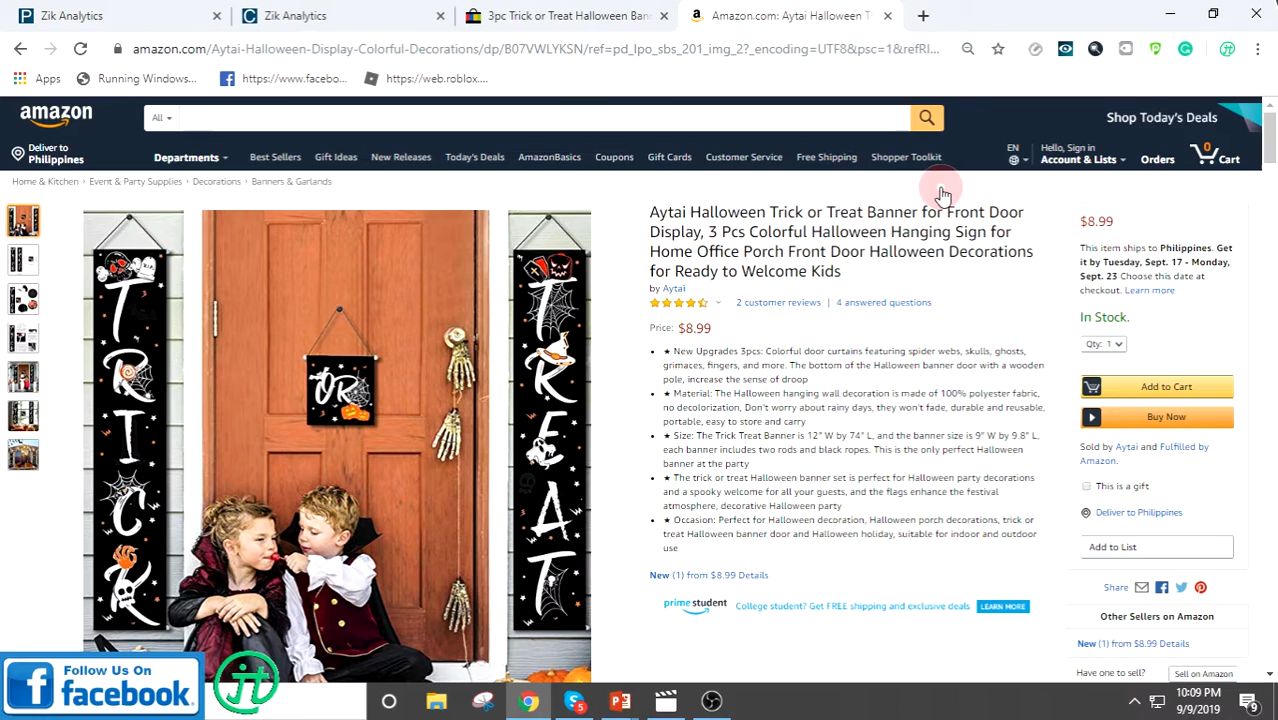 Zik Analytics
Zik Analytics
3pc Trick or Treat Halloween Ban
Amazon.com: Aytai Halloween T
amazon.com/Aytai-Halloween-Display-Colorful-Decorations/dp/B07VWLYKSN/ref=pd_lpo_sbs_201_img_2?_encoding=UTF8&psc=1&refRI...
Apps
Running Windows...
https://www.facebo...
https://web.roblox....
amazon
All
Shop Today's Deals
Deliver to
Philippines
Departments
Best Sellers
Gift Ideas
New Releases
Today's Deals
AmazonBasics
Coupons
Gift Cards
Customer Service
Free Shipping
Shopper Toolkit
EN
Hello, Sign in
Account & Lists
Orders
0
Cart
Home & Kitchen › Event & Party Supplies › Decorations › Banners & Garlands
TRICK
OR
TREAT
Aytai Halloween Trick or Treat Banner for Front Door
Display, 3 Pcs Colorful Halloween Hanging Sign for
Home Office Porch Front Door Halloween Decorations
for Ready to Welcome Kids
by Aytai
2 customer reviews | 4 answered questions
Price: $8.99
★ New Upgrades 3pcs: Colorful door curtains featuring spider webs, skulls, ghosts,
grimaces, fingers, and more. The bottom of the Halloween banner door with a wooden
pole, increase the sense of droop
★ Material: The Halloween hanging wall decoration is made of 100% polyester fabric,
no decolorization, Don't worry about rainy days, they won't fade, durable and reusable,
portable, easy to store and carry
★ Size: The Trick Treat Banner is 12" W by 74" L, and the banner size is 9" W by 9.8" L,
each banner includes two rods and black ropes. This is the only perfect Halloween
banner at the party
★ The trick or treat Halloween banner set is perfect for Halloween party decorations
and a spooky welcome for all your guests, and the flags enhance the festival
atmosphere, decorative Halloween party
★ Occasion: Perfect for Halloween decoration, Halloween porch decorations, trick or
treat Halloween banner door and Halloween holiday, suitable for indoor and outdoor
use
New (1) from $8.99 Details
prime student
College student? Get FREE shipping and exclusive deals
LEARN MORE
$8.99
This item ships to Philippines. Get
it by Tuesday, Sept. 17 - Monday,
Sept. 23 Choose this date at
checkout. Learn more
In Stock.
Qty: 1
Add to Cart
Buy Now
Sold by Aytai and Fulfilled by
Amazon.
This is a gift
Deliver to Philippines
Add to List
Share
Other Sellers on Amazon
New (1) from $8.99 Details
Have one to sell?
Sell on Amazon
FOLLOW US ON
facebook
jt
5
10:09 PM
9/9/2019
9